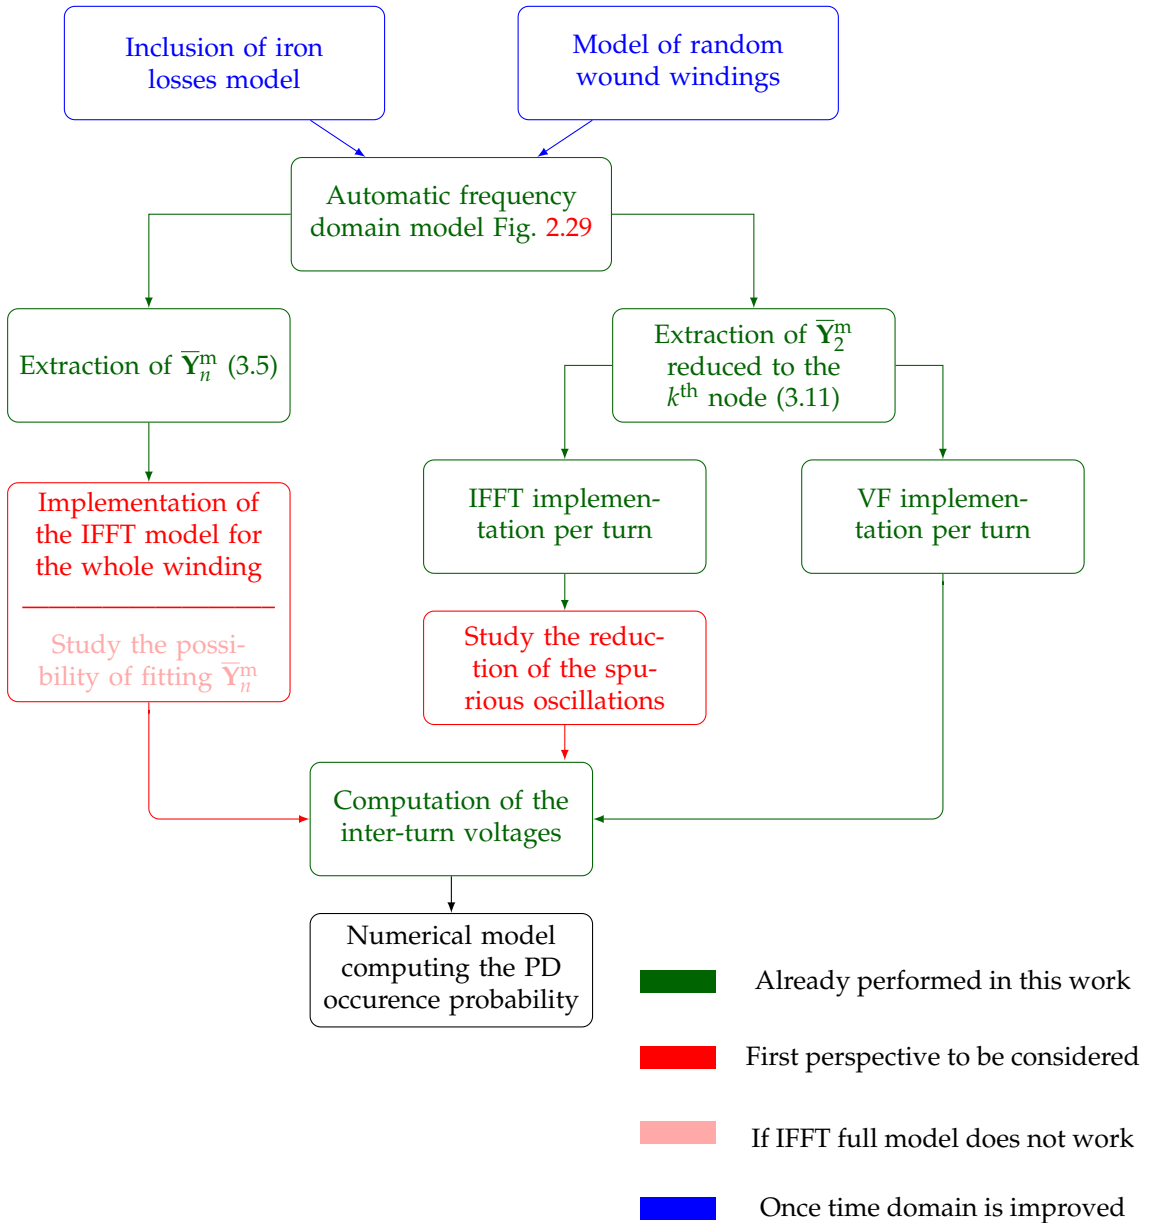 Inclusion of iron
losses model
Model of random
wound windings
Automatic frequency
domain model Fig. 2.29
Extraction of Y̅ₙᵐ (3.5)
Extraction of Y̅₂ᵐ
reduced to the
kᵗʰ node (3.11)
Implementation of
the IFFT model for
the whole winding
Study the possi-
bility of fitting Y̅ₙᵐ
IFFT implemen-
tation per turn
VF implemen-
tation per turn
Study the reduc-
tion of the spu-
rious oscillations
Computation of the
inter-turn voltages
Numerical model
computing the PD
occurence probability
Already performed in this work
First perspective to be considered
If IFFT full model does not work
Once time domain is improved